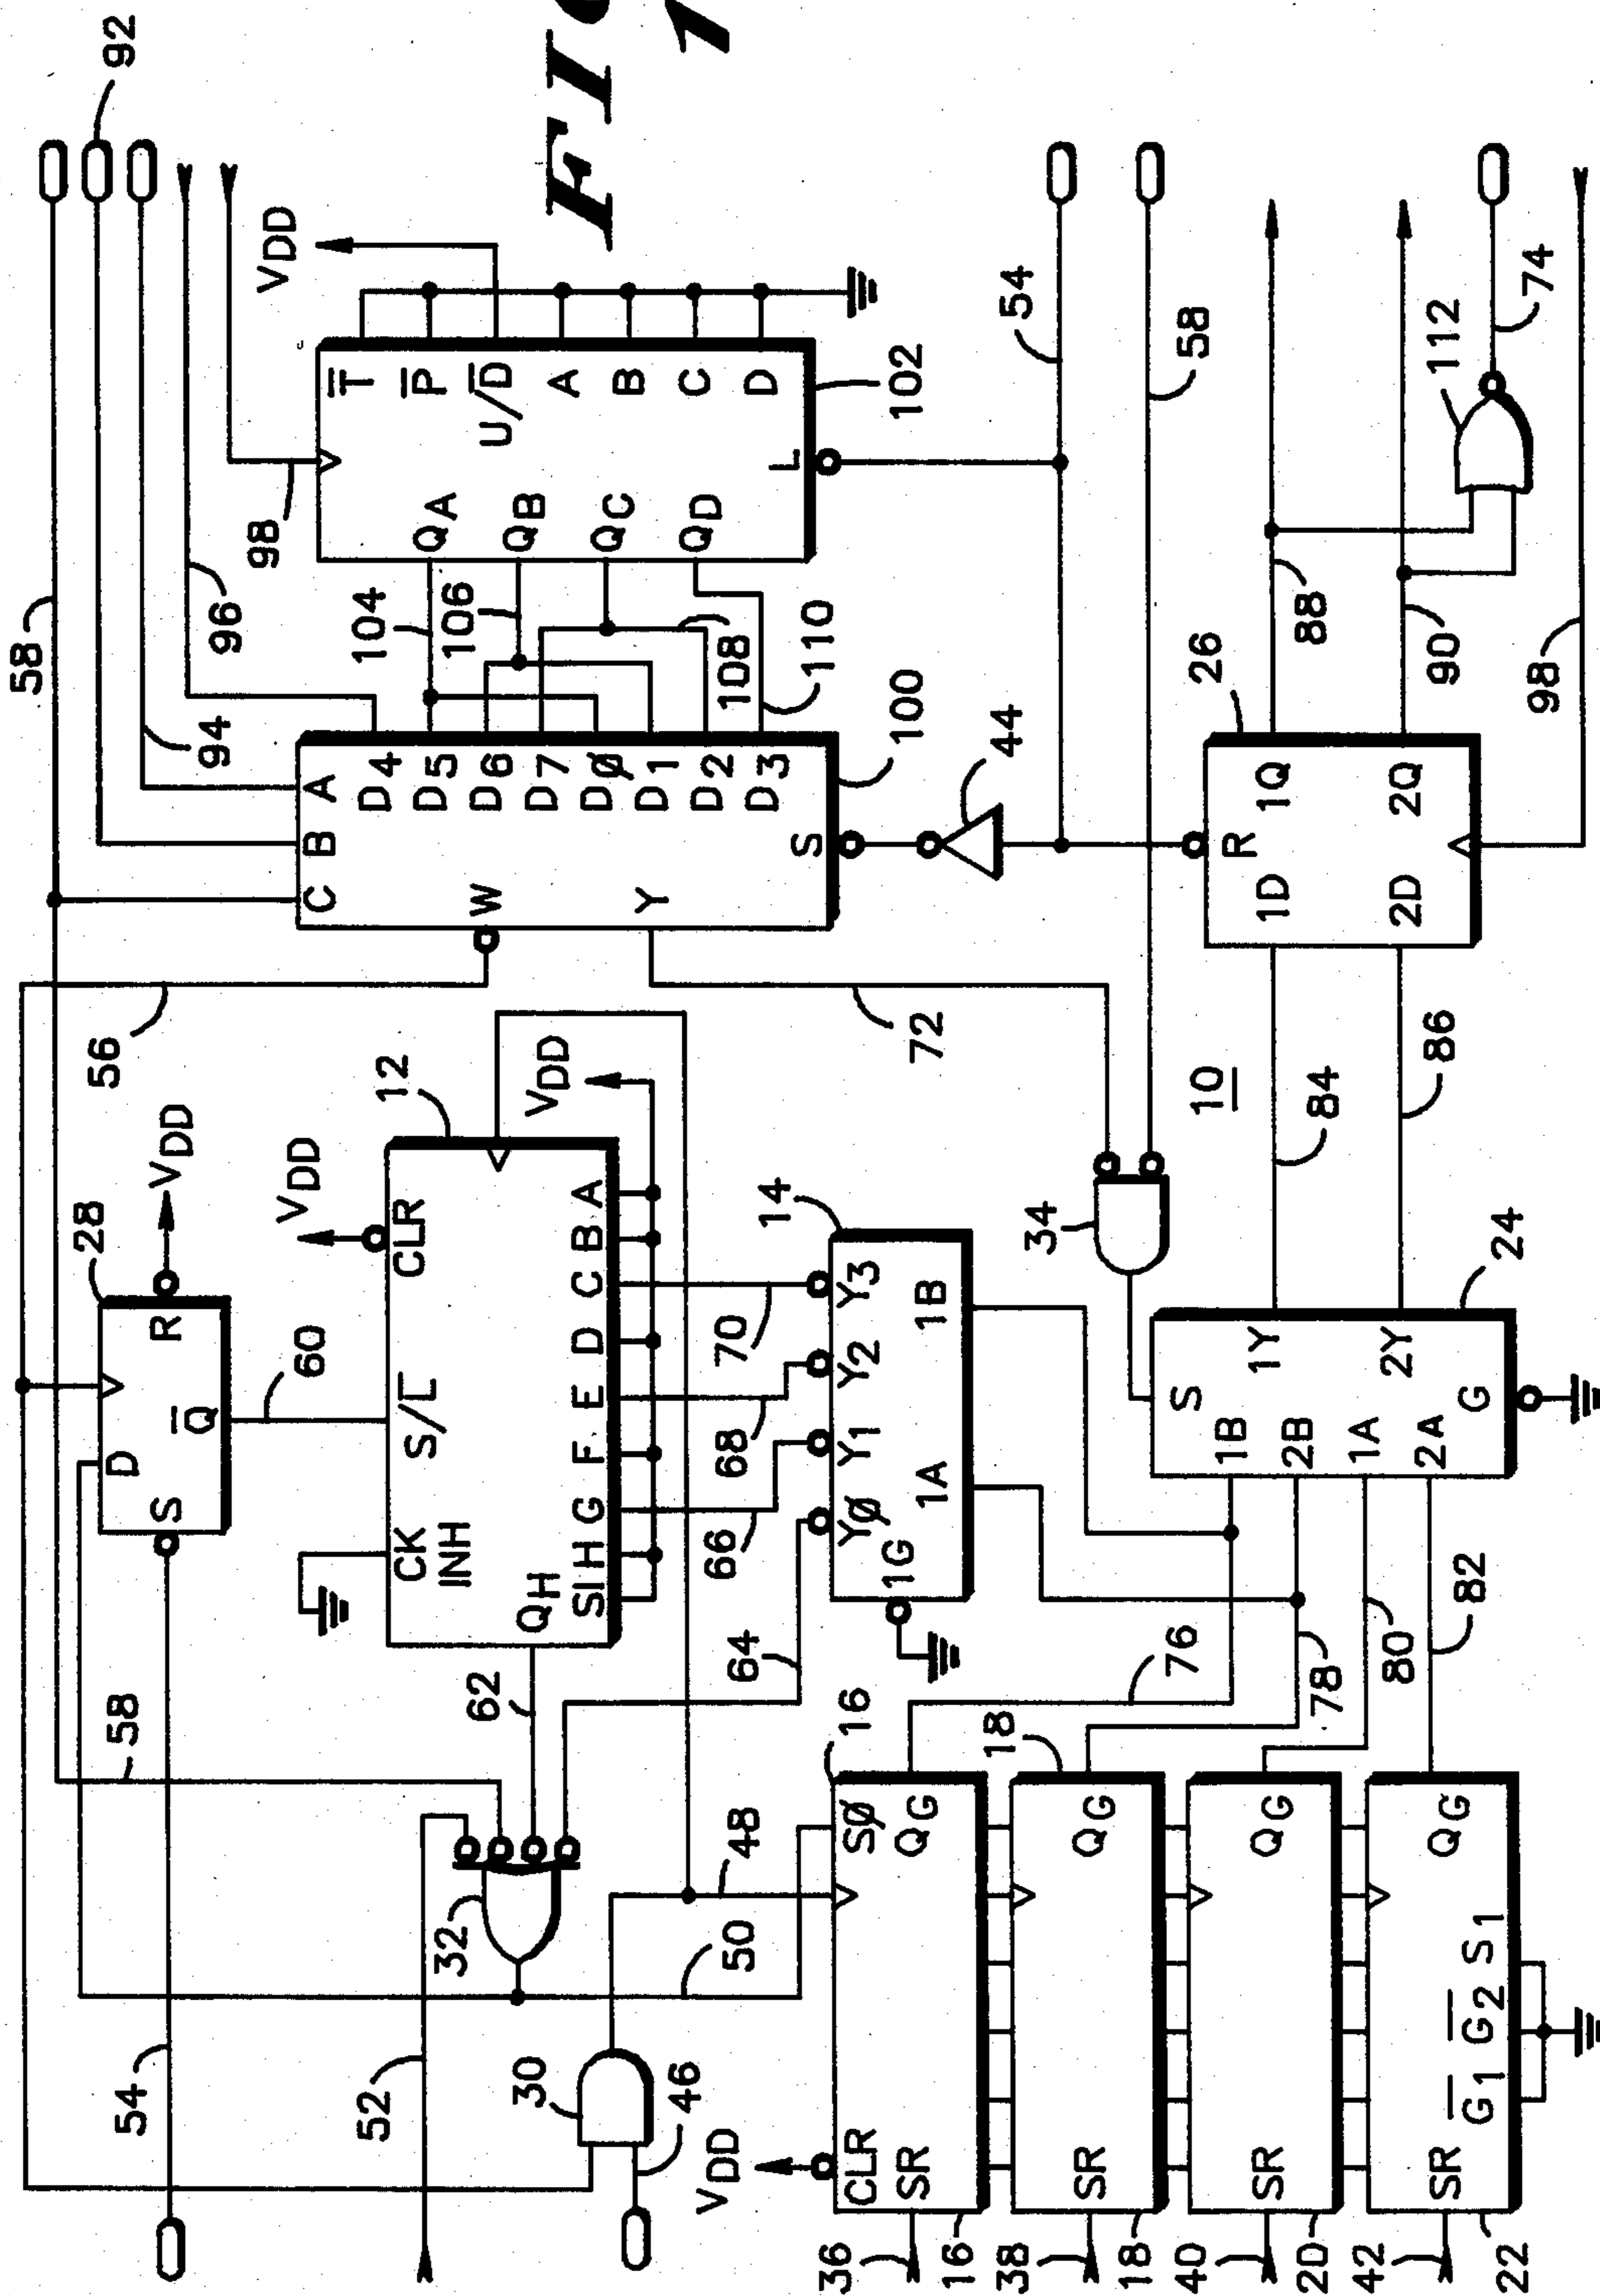 58
92
94
96
98
VDD
FIG
1
56
28
VDD
R
D
Q̅
S
60
VDD
12
CLR
S/L̅
CK
INH
QH
SI H G F E D C B A
VDD
C B A
W
Y
S
D4
D5
D6
D7
DØ
D1
D2
D3
100
104
106
108
110
QA
QB
QC
QD
T̅
P̅
U/D̅
A
B
C
D
L
102
54
58
44
72
58
54
52
32
62
64
66
68
70
30
46
48
50
14
YØ Y1 Y2 Y3
1G
1A
1B
34
10
VDD
CLR
SR
SØ
QG
16
36
16
SR
QG
18
38
18
SR
QG
40
20
SR
QG
G̅1 G̅2 S1
42
22
76
78
80
82
S
1B
2B
1A
2A
1Y
2Y
G
24
84
86
26
R
1D
2D
1Q
2Q
88
90
98
112
74